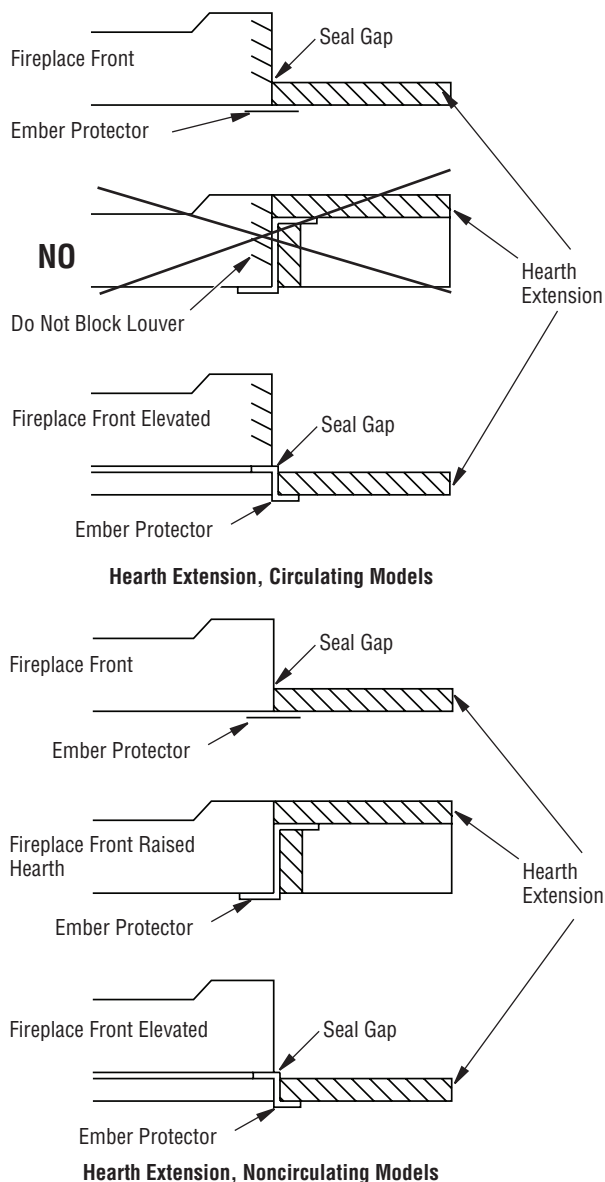 Seal Gap
Fireplace Front
Ember Protector
NO
Hearth
Extension
Do Not Block Louver
Fireplace Front Elevated
Seal Gap
Ember Protector
Hearth Extension, Circulating Models
Seal Gap
Fireplace Front
Ember Protector
Fireplace Front Raised
Hearth
Hearth
Extension
Ember Protector
Fireplace Front Elevated
Seal Gap
Ember Protector
Hearth Extension, Noncirculating Models